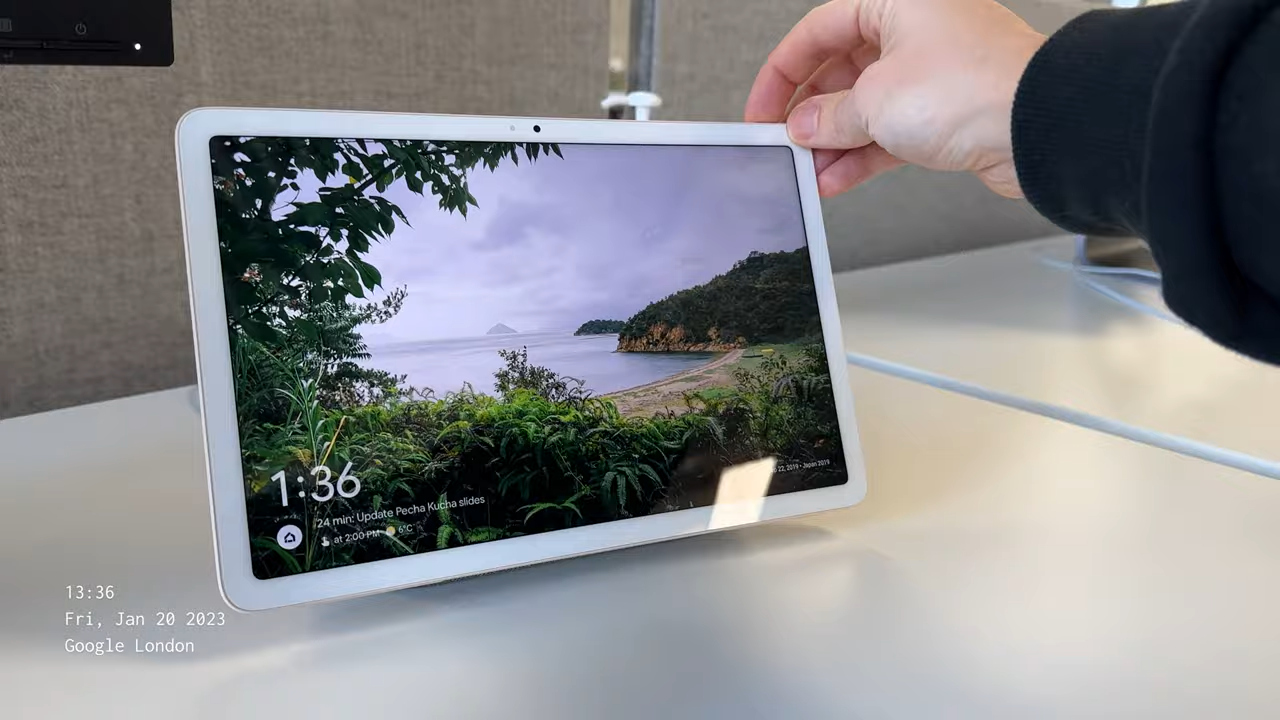 1:36
24 min: Update Pecha Kucha slides
at 2:00 PM 6°C
22, 2019 • Japan 2019
13:36
Fri, Jan 20 2023
Google London